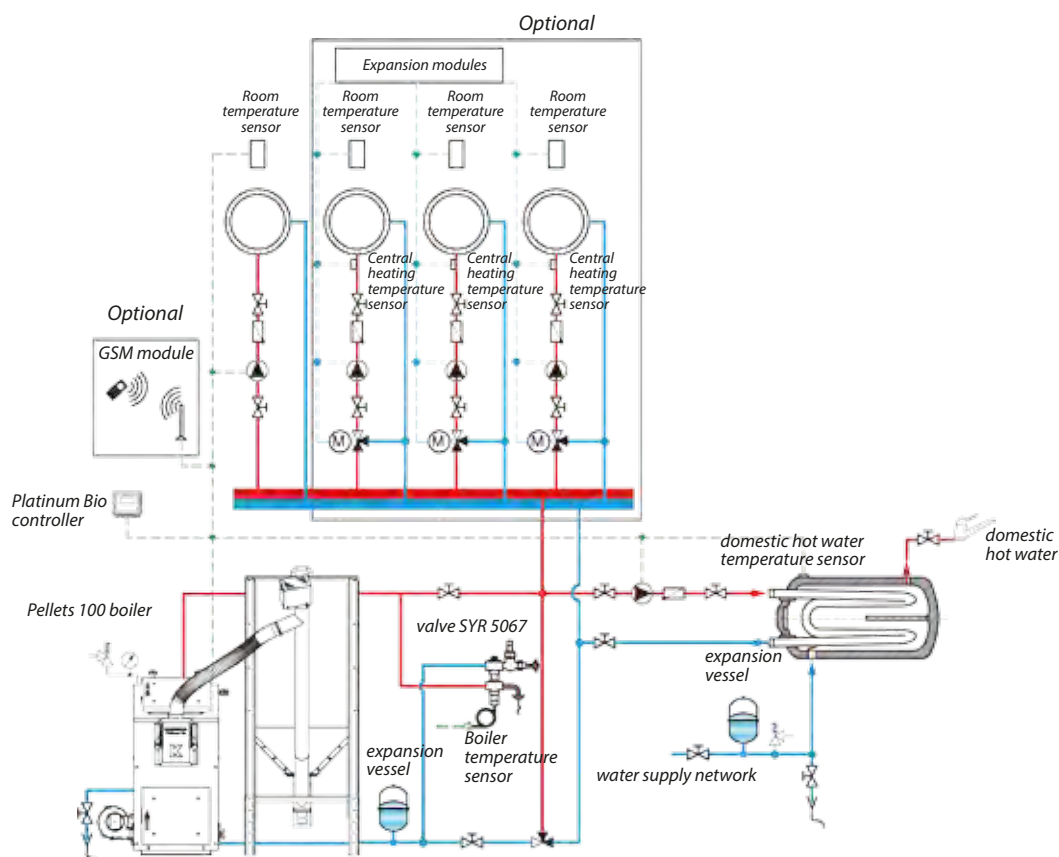 Optional
Expansion modules
Room
temperature
sensor
Room
temperature
sensor
Room
temperature
sensor
Room
temperature
sensor
Central
heating
temperature
sensor
Central
heating
temperature
sensor
Central
heating
temperature
sensor
Optional
GSM module
M
M
M
Platinum Bio
controller
domestic hot water
temperature sensor
domestic
hot water
Pellets 100 boiler
valve SYR 5067
expansion
vessel
Boiler
temperature
sensor
expansion
vessel
water supply network
K